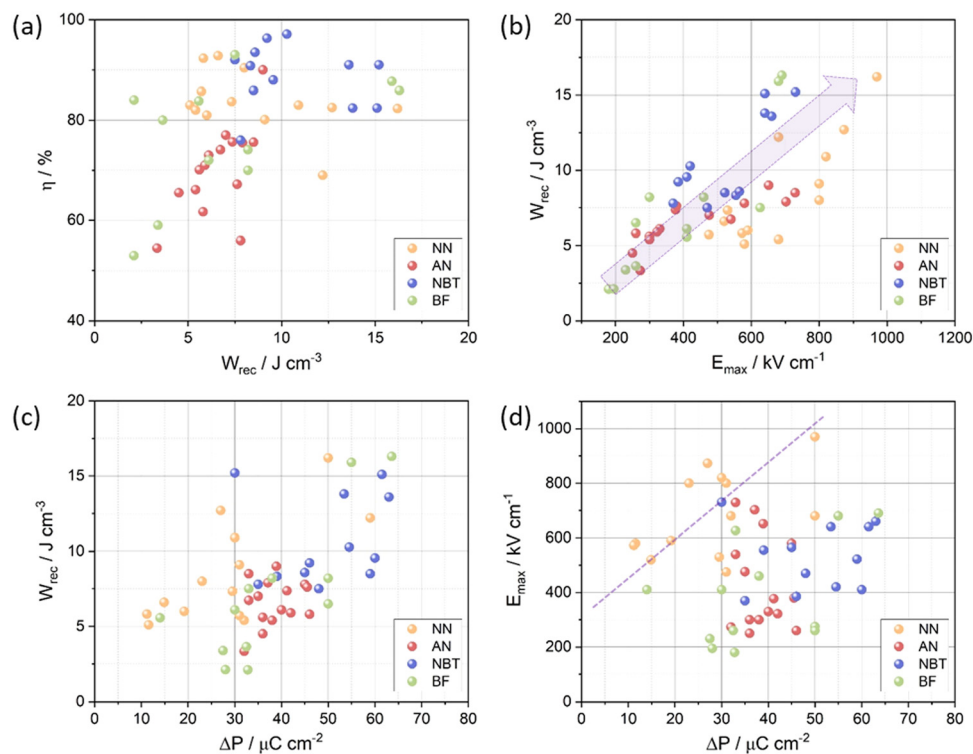 (a)
100
80
60
40
η / %
0
5
10
15
20
W_rec / J cm⁻³
NN
AN
NBT
BF
(b)
20
15
10
5
0
W_rec / J cm⁻³
200
400
600
800
1000
1200
E_max / kV cm⁻¹
NN
AN
NBT
BF
(c)
20
15
10
5
0
W_rec / J cm⁻³
0
10
20
30
40
50
60
70
80
ΔP / μC cm⁻²
NN
AN
NBT
BF
(d)
1000
800
600
400
200
0
E_max / kV cm⁻¹
0
10
20
30
40
50
60
70
80
ΔP / μC cm⁻²
NN
AN
NBT
BF